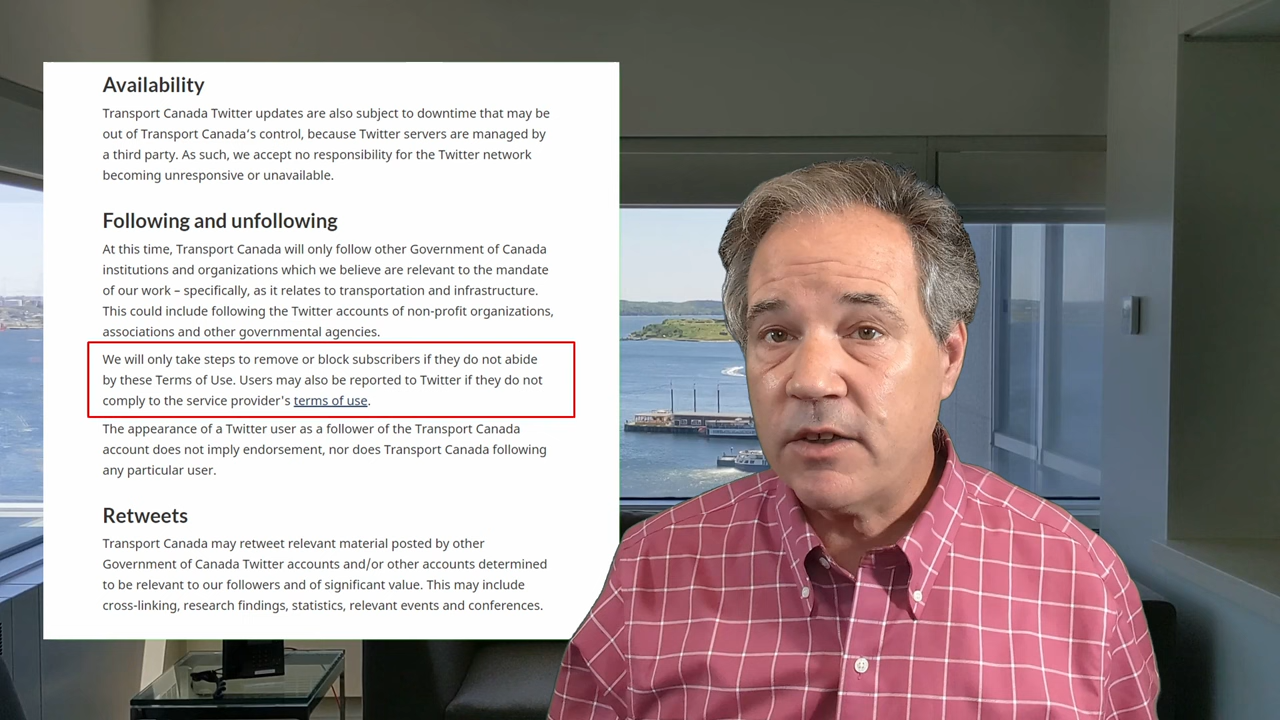 Availability
Transport Canada Twitter updates are also subject to downtime that may be
out of Transport Canada’s control, because Twitter servers are managed by
a third party. As such, we accept no responsibility for the Twitter network
becoming unresponsive or unavailable.
Following and unfollowing
At this time, Transport Canada will only follow other Government of Canada
institutions and organizations which we believe are relevant to the mandate
of our work – specifically, as it relates to transportation and infrastructure.
This could include following the Twitter accounts of non-profit organizations,
associations and other governmental agencies.
We will only take steps to remove or block subscribers if they do not abide
by these Terms of Use. Users may also be reported to Twitter if they do not
comply to the service provider's terms of use.
The appearance of a Twitter user as a follower of the Transport Canada
account does not imply endorsement, nor does Transport Canada following
any particular user.
Retweets
Transport Canada may retweet relevant material posted by other
Government of Canada Twitter accounts and/or other accounts determined
to be relevant to our followers and of significant value. This may include
cross-linking, research findings, statistics, relevant events and conferences.